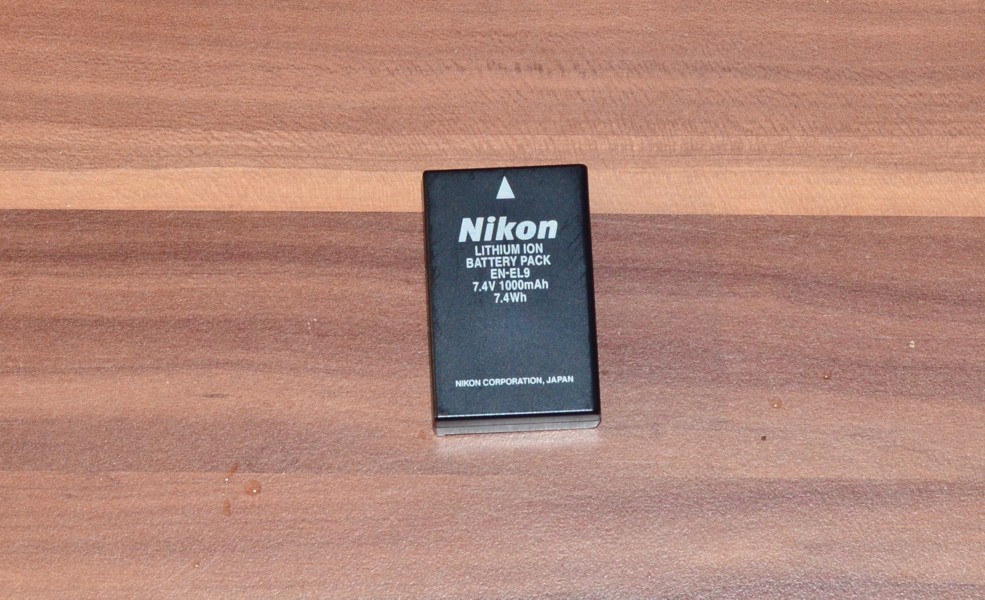 Nikon
LITHIUM ION
BATTERY PACK
EN-EL9
7.4V 1000mAh
7.4Wh
NIKON CORPORATION, JAPAN